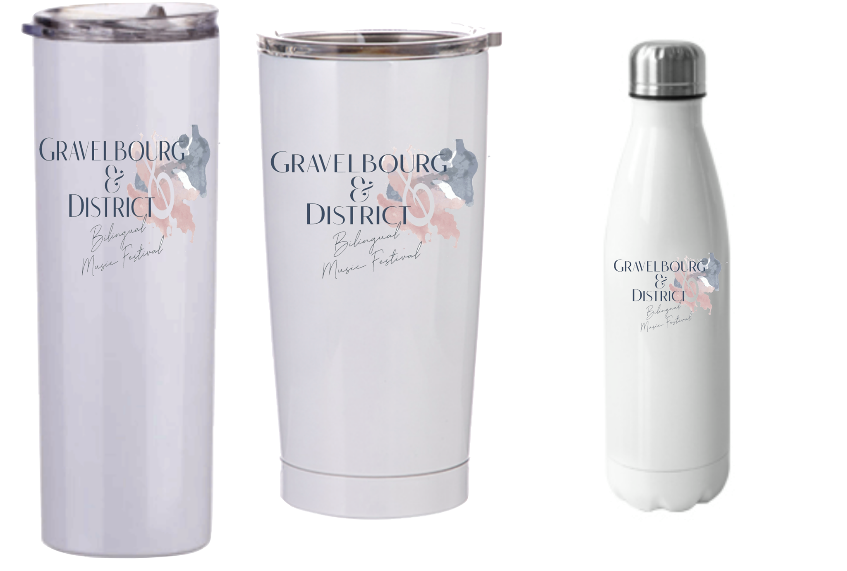 GRAVELBOURG
&
DISTRICT
Bilingual
Music Festival
GRAVELBOURG
&
DISTRICT
Bilingual
Music Festival
GRAVELBOURG
&
DISTRICT
Bilingual
Music Festival